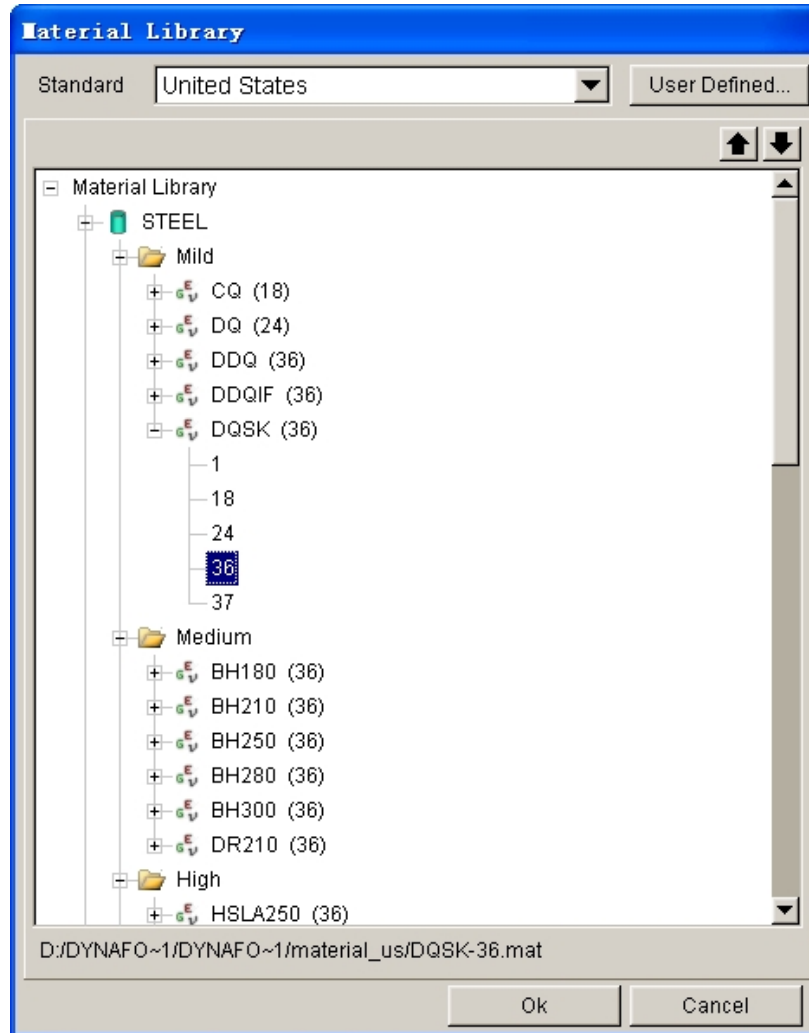 Material Library
Standard United States User Defined...
Material Library
STEEL
Mild
CQ (18)
DQ (24)
DDQ (36)
DDQIF (36)
DQSK (36)
1
18
24
36
37
Medium
BH180 (36)
BH210 (36)
BH250 (36)
BH280 (36)
BH300 (36)
DR210 (36)
High
HSLA250 (36)
D:/DYNAFO~1/DYNAFO~1/material_us/DQSK-36.mat
Ok Cancel